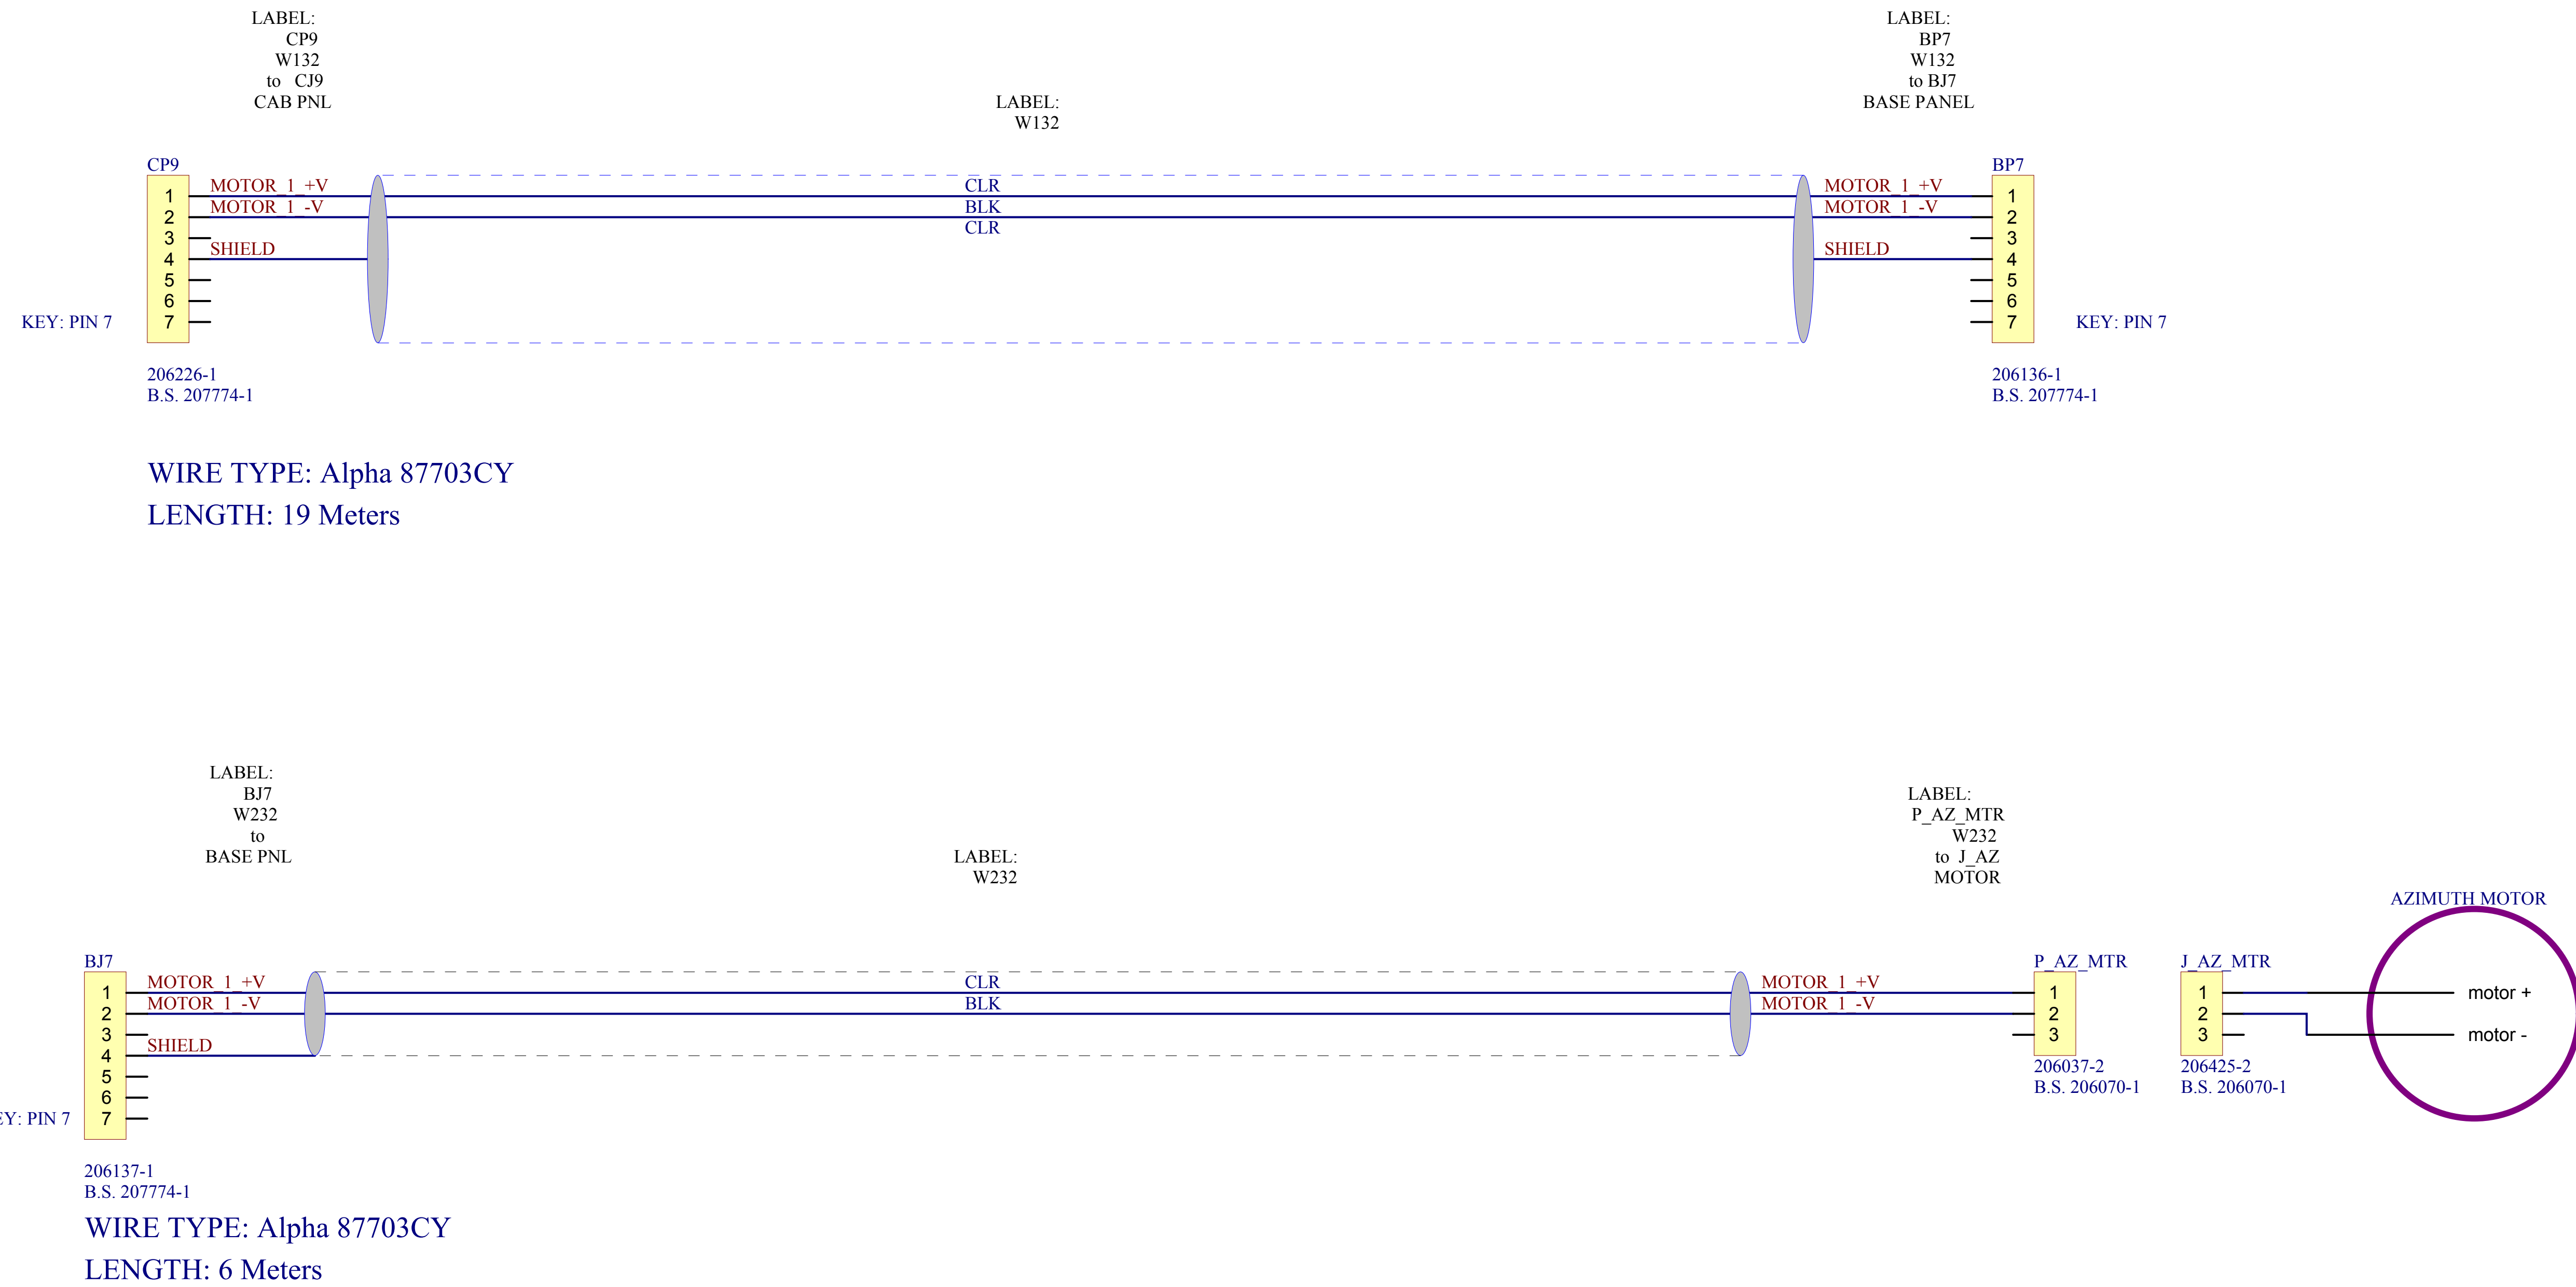 LABEL:
CP9
W132
to CJ9
CAB PNL
LABEL:
W132
LABEL:
BP7
W132
to BJ7
BASE PANEL
CP9
1
2
3
4
5
6
7
MOTOR_1_+V
MOTOR_1_-V
SHIELD
KEY: PIN 7
206226-1
B.S. 207774-1
CLR
BLK
CLR
MOTOR_1_+V
MOTOR_1_-V
SHIELD
BP7
1
2
3
4
5
6
7
KEY: PIN 7
206136-1
B.S. 207774-1
WIRE TYPE: Alpha 87703CY
LENGTH: 19 Meters
LABEL:
BJ7
W232
to
BASE PNL
LABEL:
W232
LABEL:
P_AZ_MTR
W232
to J_AZ
MOTOR
BJ7
1
2
3
4
5
6
7
MOTOR_1_+V
MOTOR_1_-V
SHIELD
EY: PIN 7
206137-1
B.S. 207774-1
CLR
BLK
MOTOR_1_+V
MOTOR_1_-V
P_AZ_MTR
1
2
3
206037-2
B.S. 206070-1
J_AZ_MTR
1
2
3
206425-2
B.S. 206070-1
AZIMUTH MOTOR
motor +
motor -
WIRE TYPE: Alpha 87703CY
LENGTH: 6 Meters